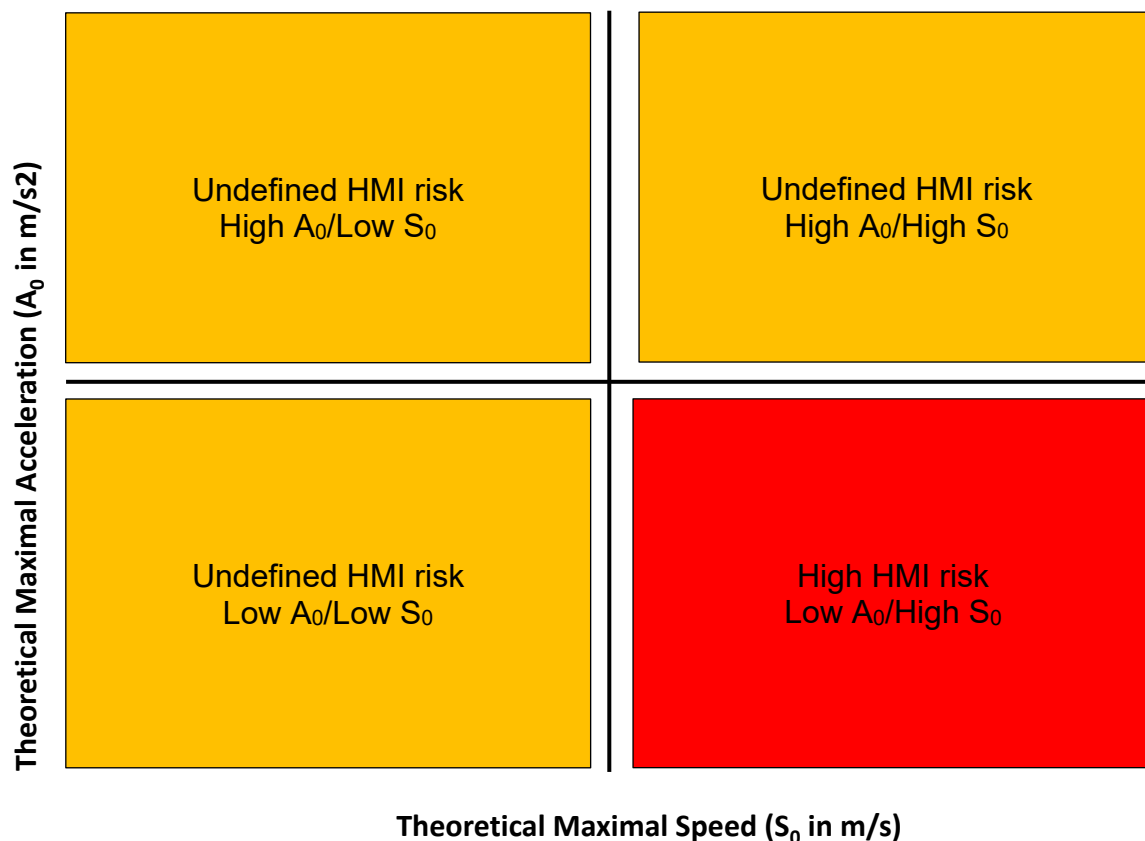 Theoretical Maximal Acceleration (A₀ in m/s2)
Undefined HMI risk
High A₀/Low S₀
Undefined HMI risk
High A₀/High S₀
Undefined HMI risk
Low A₀/Low S₀
High HMI risk
Low A₀/High S₀
Theoretical Maximal Speed (S₀ in m/s)